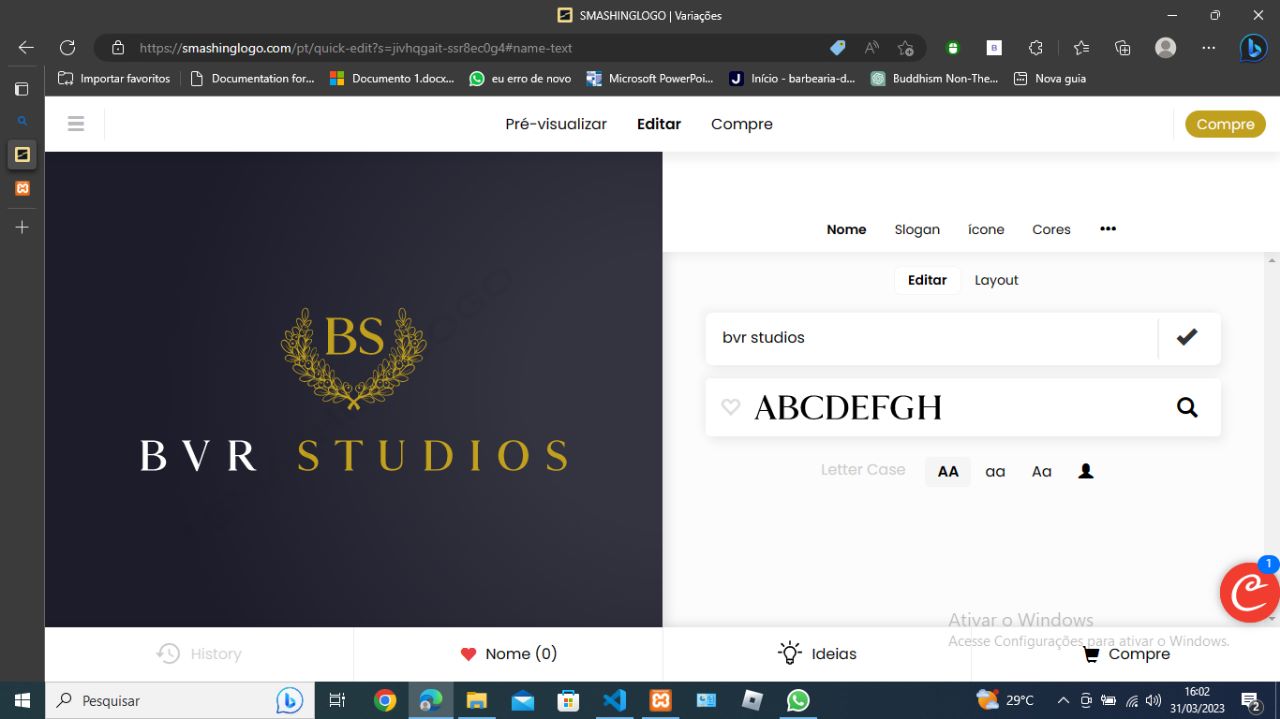 SMASHINGLOGO | Variações
https://smashinglogo.com/pt/quick-edit?s=jivhqgait-ssr8ec0g4#name-text
Importar favoritos
Documentation for...
Documento 1.docx...
eu erro de novo
Microsoft PowerPoi...
Início - barbearia-d...
Buddhism Non-The...
Nova guia
Pré-visualizar
Editar
Compre
Compre
BS
BVR STUDIOS
Nome
Slogan
ícone
Cores
Editar
Layout
bvr studios
ABCDEFGH
Letter Case
AA
aa
Aa
1
Ativar o Windows
Acesse Configurações para ativar o Windows.
History
Nome (0)
Ideias
Compre
Pesquisar
29°C
16:02
31/03/2023
2